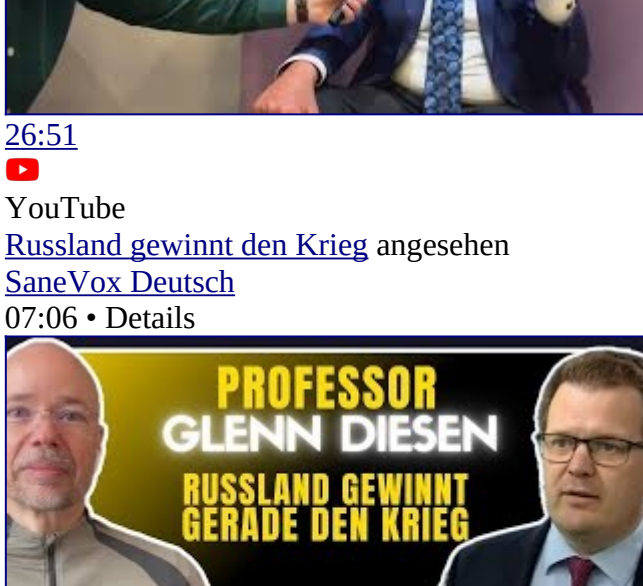 26:51
YouTube
Russland gewinnt den Krieg angesehen
SaneVox Deutsch
07:06 • Details
PROFESSOR
GLENN DIESEN
RUSSLAND GEWINNT
GERADE DEN KRIEG